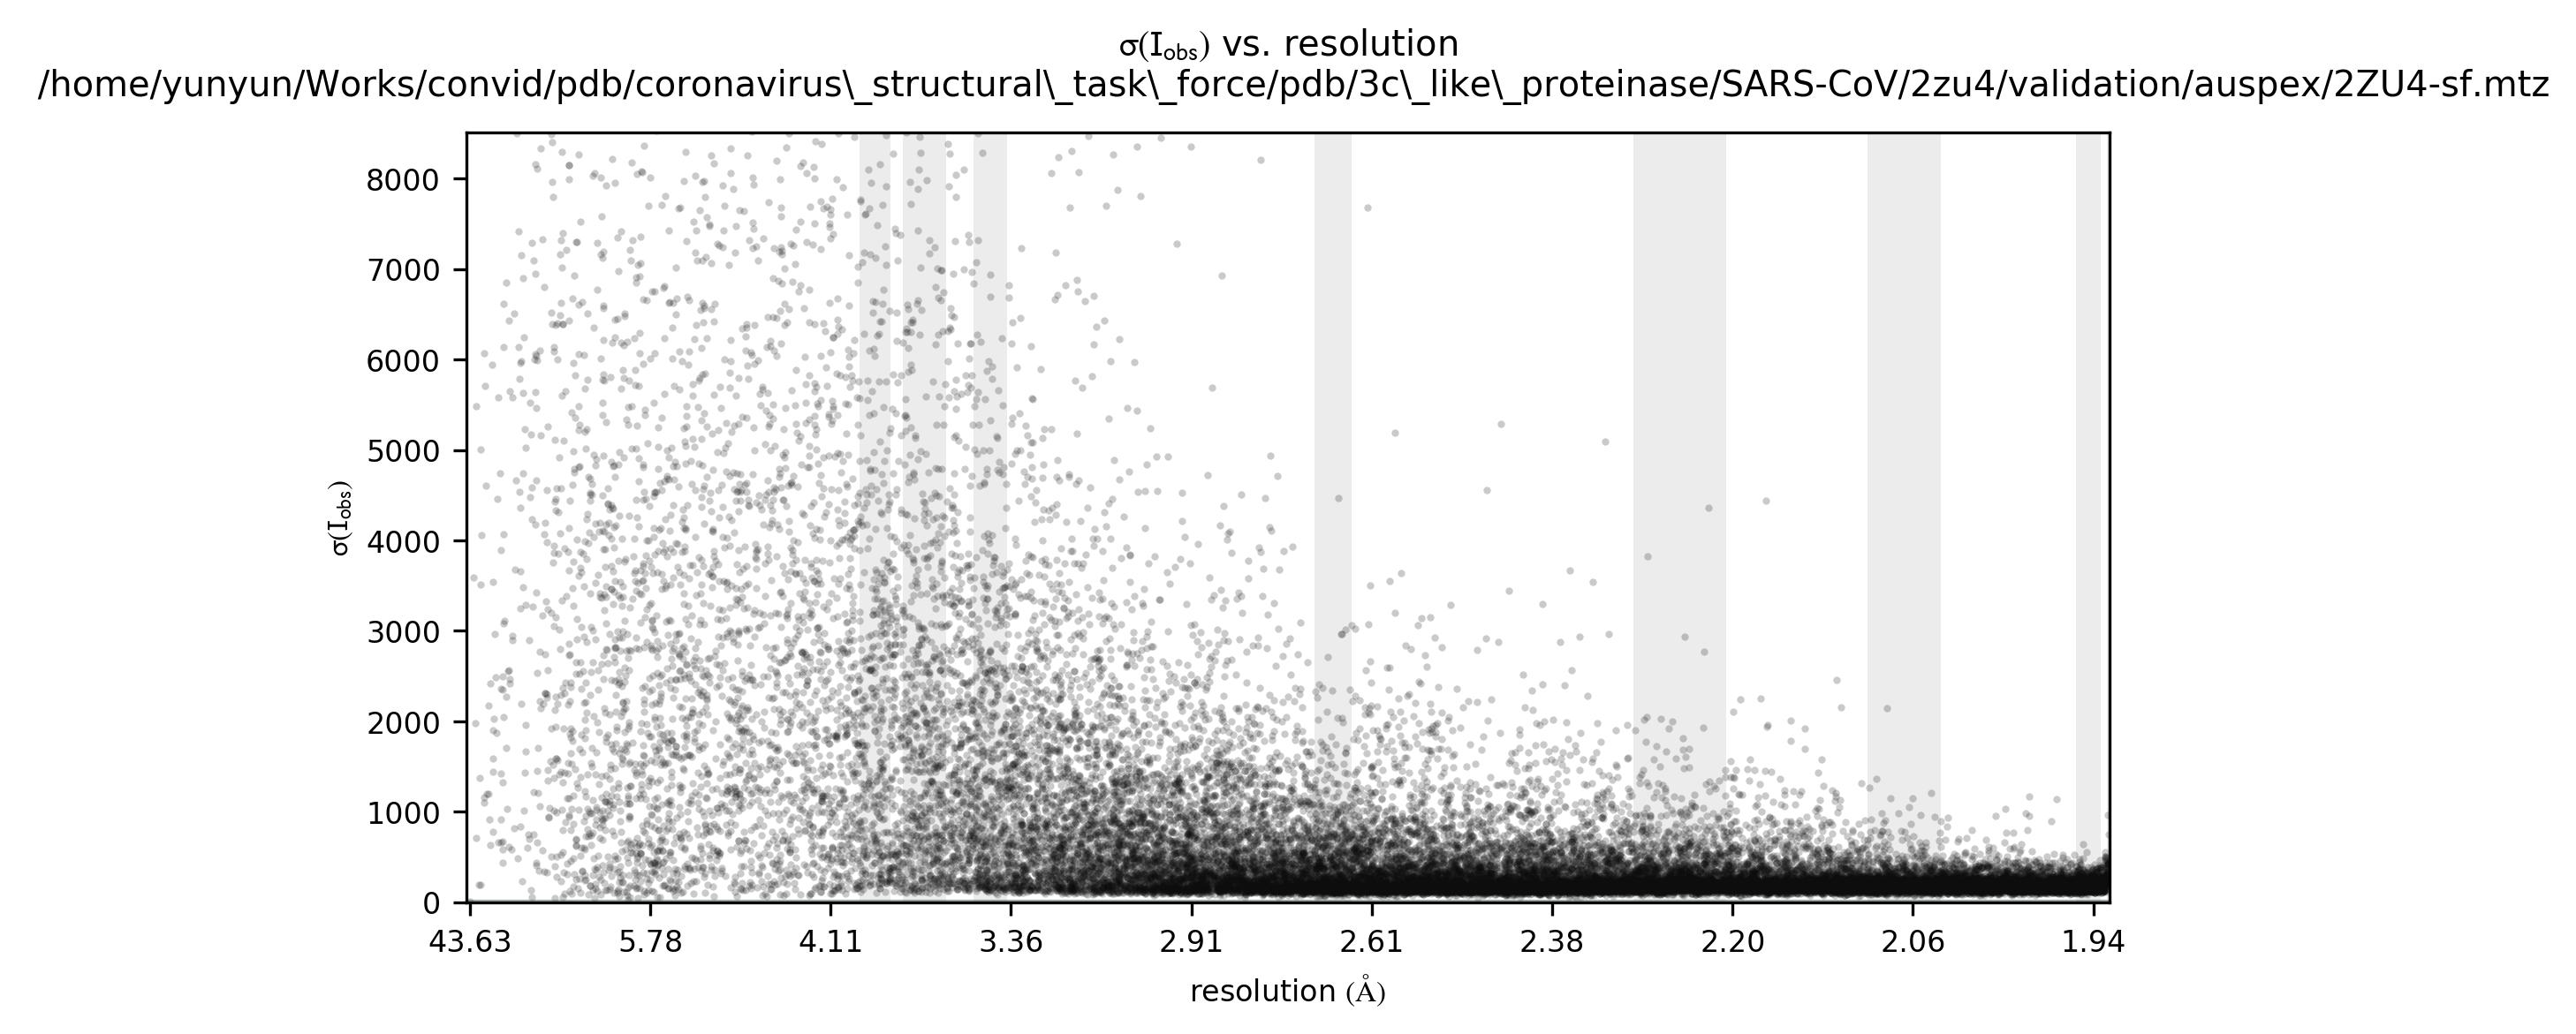 σ(I_obs) vs. resolution
/home/yunyun/Works/convid/pdb/coronavirus\_structural\_task\_force/pdb/3c\_like\_proteinase/SARS-CoV/2zu4/validation/auspex/2ZU4-sf.mtz
8000
7000
6000
5000
4000
3000
2000
1000
0
σ(I_obs)
43.63 5.78 4.11 3.36 2.91 2.61 2.38 2.20 2.06 1.94
resolution (Å)